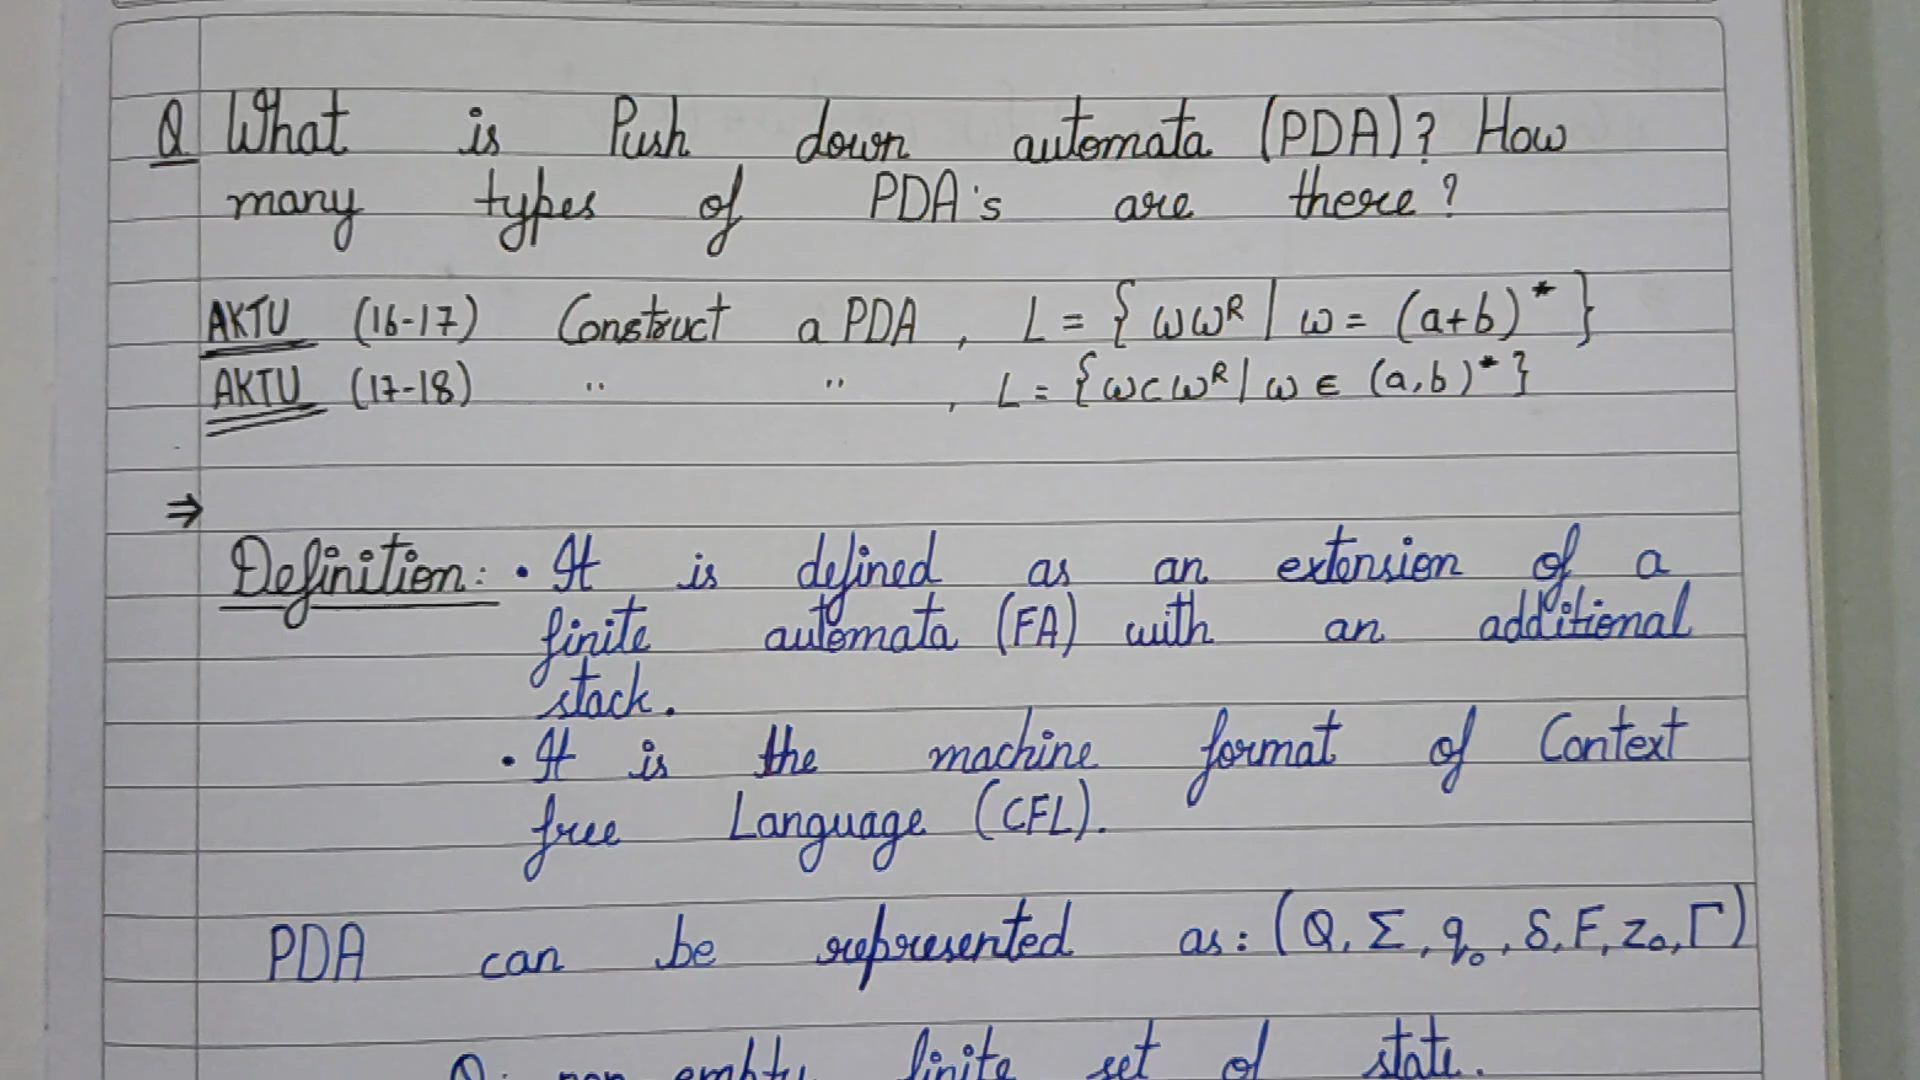 Q What is Push down automata (PDA)? How
many types of PDA's are there?
AKTU (16-17) Construct a PDA, L = {ωω^R | ω = (a+b)*}
AKTU (17-18) " ", L = {ωcω^R | ω ∈ (a,b)*}
⇒
Definition: • It is defined as an extension of a
finite automata (FA) with an additional
stack.
• It is the machine format of Context
free Language (CFL).
PDA can be represented as: (Q, Σ, q₀, δ, F, z₀, Γ)
Q: non empty finite set of state.